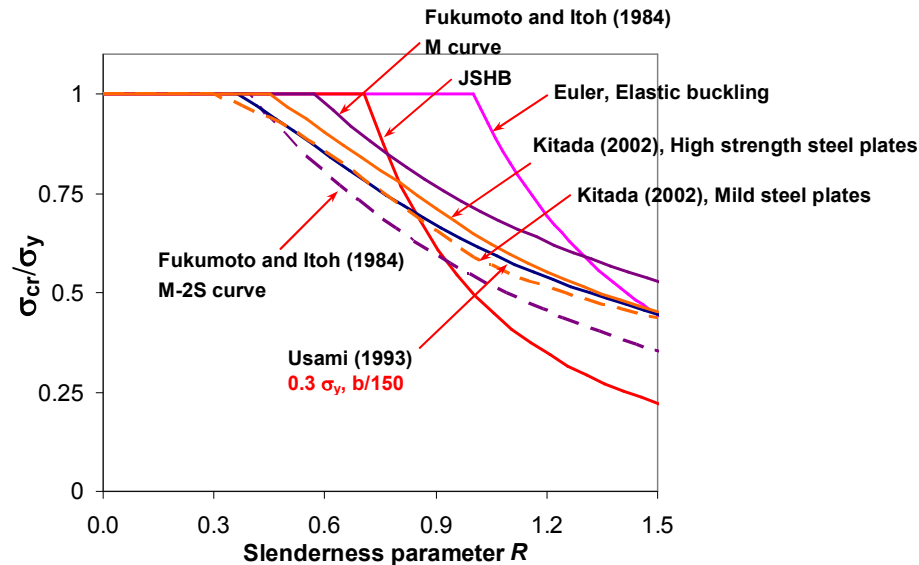 Fukumoto and Itoh (1984)
M curve
JSHB
Euler, Elastic buckling
Kitada (2002), High strength steel plates
Kitada (2002), Mild steel plates
Fukumoto and Itoh (1984)
M-2S curve
Usami (1993)
0.3 σy, b/150
σcr/σy
1
0.75
0.5
0.25
0
0.0 0.3 0.6 0.9 1.2 1.5
Slenderness parameter R